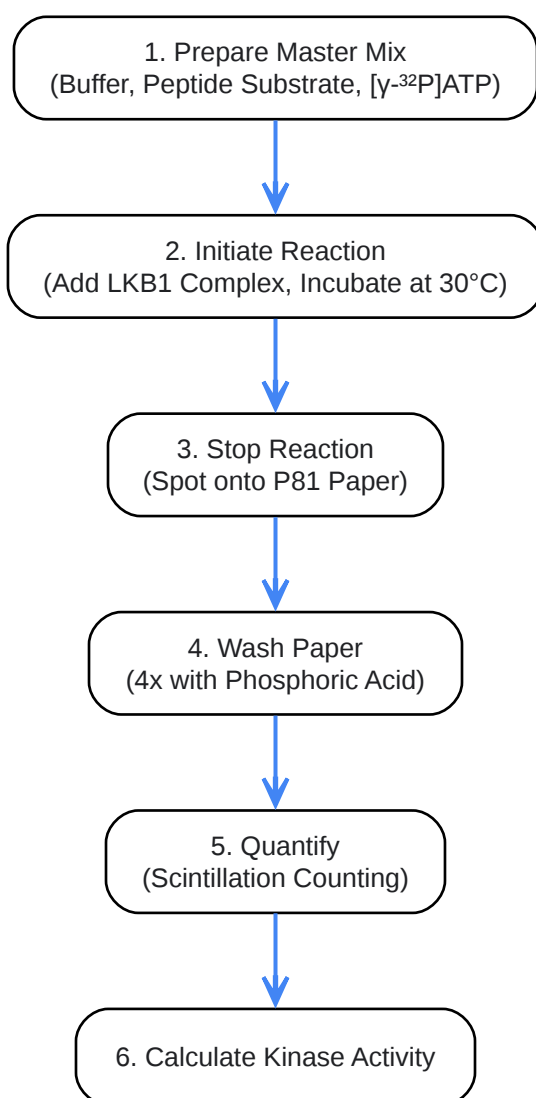 1. Prepare Master Mix
(Buffer, Peptide Substrate, [γ-³²P]ATP)
2. Initiate Reaction
(Add LKB1 Complex, Incubate at 30°C)
3. Stop Reaction
(Spot onto P81 Paper)
4. Wash Paper
(4x with Phosphoric Acid)
5. Quantify
(Scintillation Counting)
6. Calculate Kinase Activity